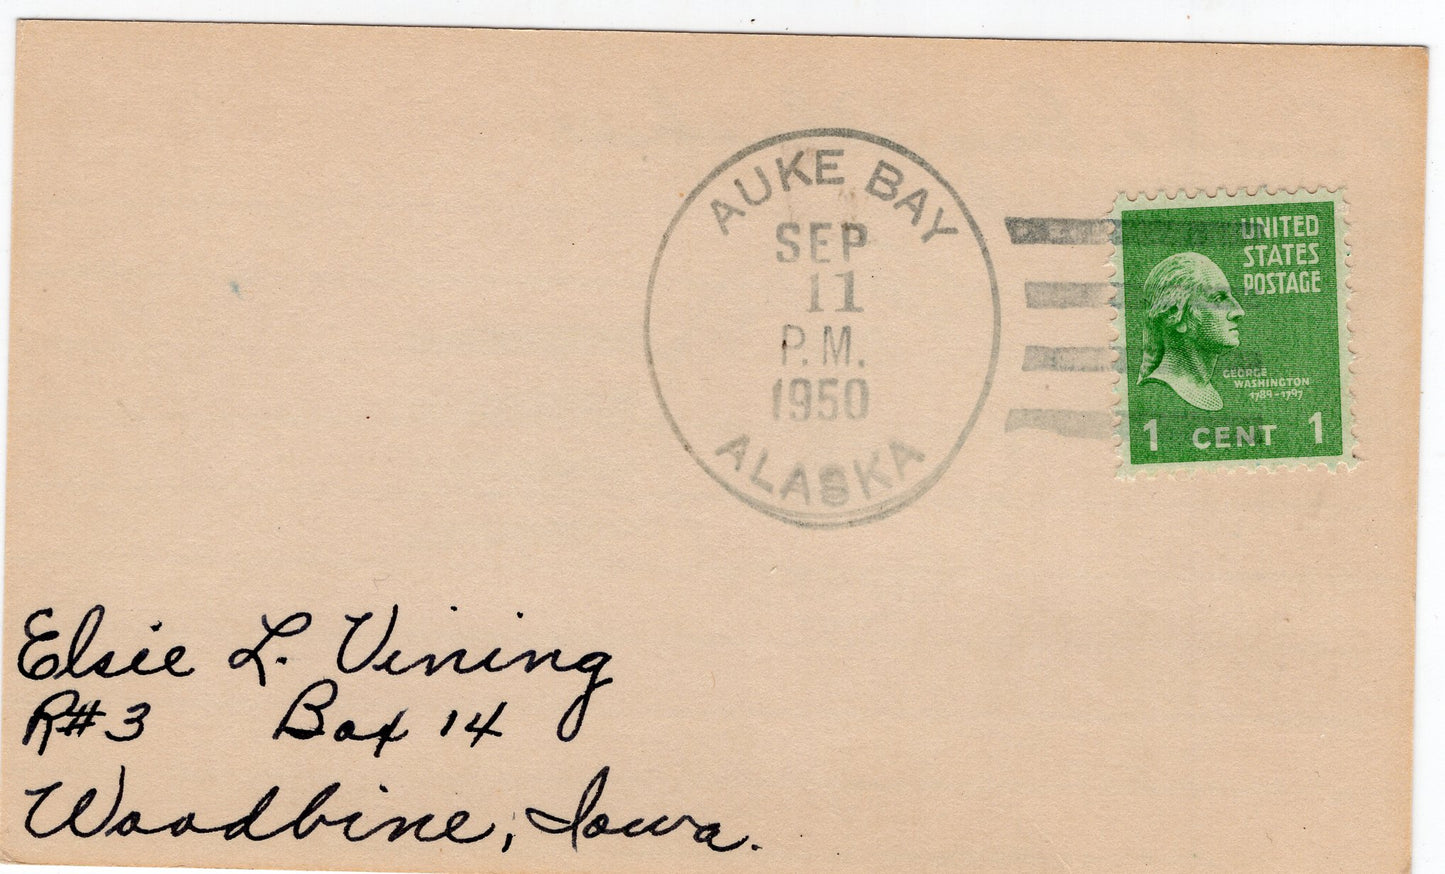 AUKE BAY
SEP
11
P.M.
1950
ALASKA
UNITED
STATES
POSTAGE
GEORGE
WASHINGTON
1789-1797
1 CENT 1
Elsie L. Vining
R#3 Box 14
Woodbine, Iowa.